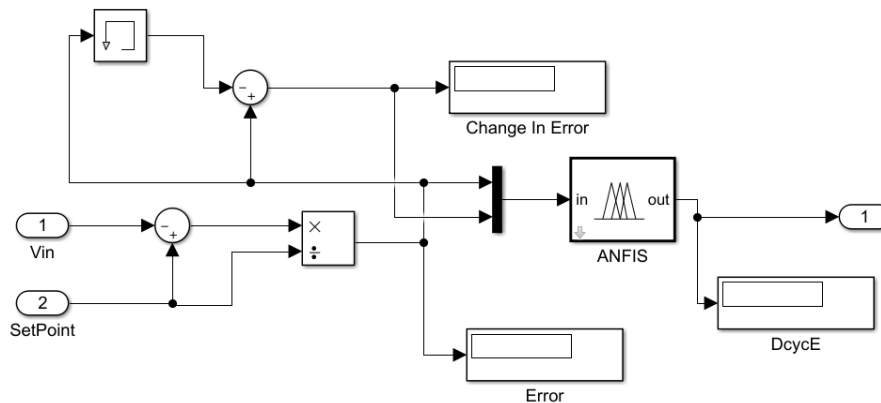 Change In Error
1
Vin
in
out
ANFIS
1
2
SetPoint
DcycE
Error